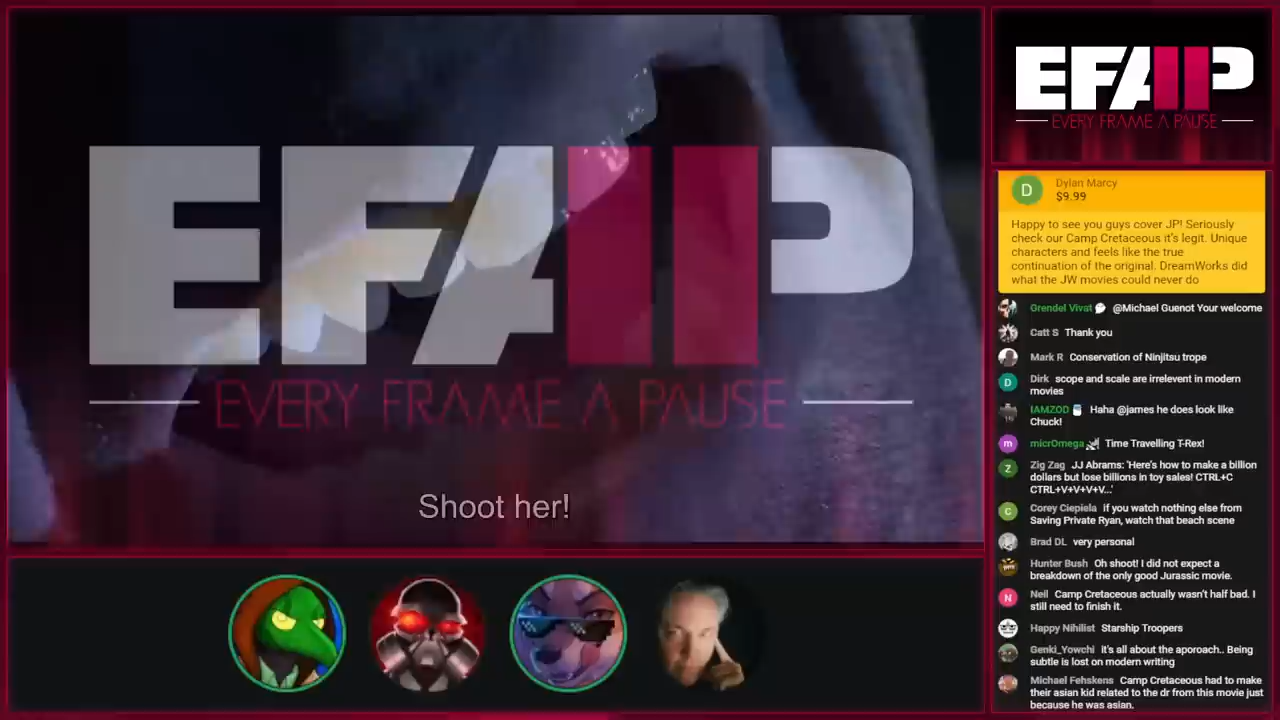 EFAP
EVERY FRAME A PAUSE
Shoot her!
EFAP
EVERY FRAME A PAUSE
D
Dylan Marcy
$9.99
Happy to see you guys cover JP! Seriously
check our Camp Cretaceous it's legit. Unique
characters and feels like the true
continuation of the original. DreamWorks did
what the JW movies could never do
Grendel Vivat @Michael Guenot Your welcome
Catt S Thank you
Mark R Conservation of Ninjitsu trope
D Dirk scope and scale are irrelevent in modern
movies
IAMZOD Haha @james he does look like
Chuck!
m micrOmega Time Travelling T-Rex!
Z Zig Zag JJ Abrams: 'Here's how to make a billion
dollars but lose billions in toy sales! CTRL+C
CTRL+V+V+V+V...'
C Corey Ciepiela if you watch nothing else from
Saving Private Ryan, watch that beach scene
Brad DL very personal
Hunter Bush Oh shoot! I did not expect a
breakdown of the only good Jurassic movie.
N Neil Camp Cretaceous actually wasn't half bad. I
still need to finish it.
Happy Nihilist Starship Troopers
Genki_Yowchi it's all about the aproach.. Being
subtle is lost on modern writing
Michael Fehskens Camp Cretaceous had to make
their asian kid related to the dr from this movie just
because he was asian.